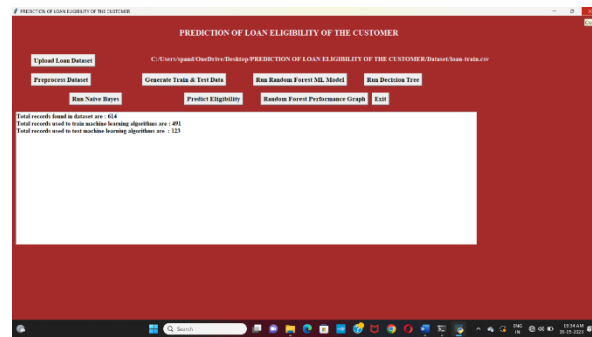 PREDICTION OF LOAN ELIGIBILITY OF THE CUSTOMER
PREDICTION OF LOAN ELIGIBILITY OF THE CUSTOMER
Upload Loan Dataset
C:/Users/spand/OneDrive/Desktop/PREDICTION OF LOAN ELIGIBILITY OF THE CUSTOMER/Dataset/loan-train.csv
Preprocess Dataset
Generate Train & Test Data
Run Random Forest ML Model
Run Decision Tree
Run Naive Bayes
Predict Eligibility
Random Forest Performance Graph
Exit
Total records found in dataset are : 614
Total records used to train machine learning algorithms are : 491
Total records used to test machine learning algorithms are : 123
Search
ENG
IN